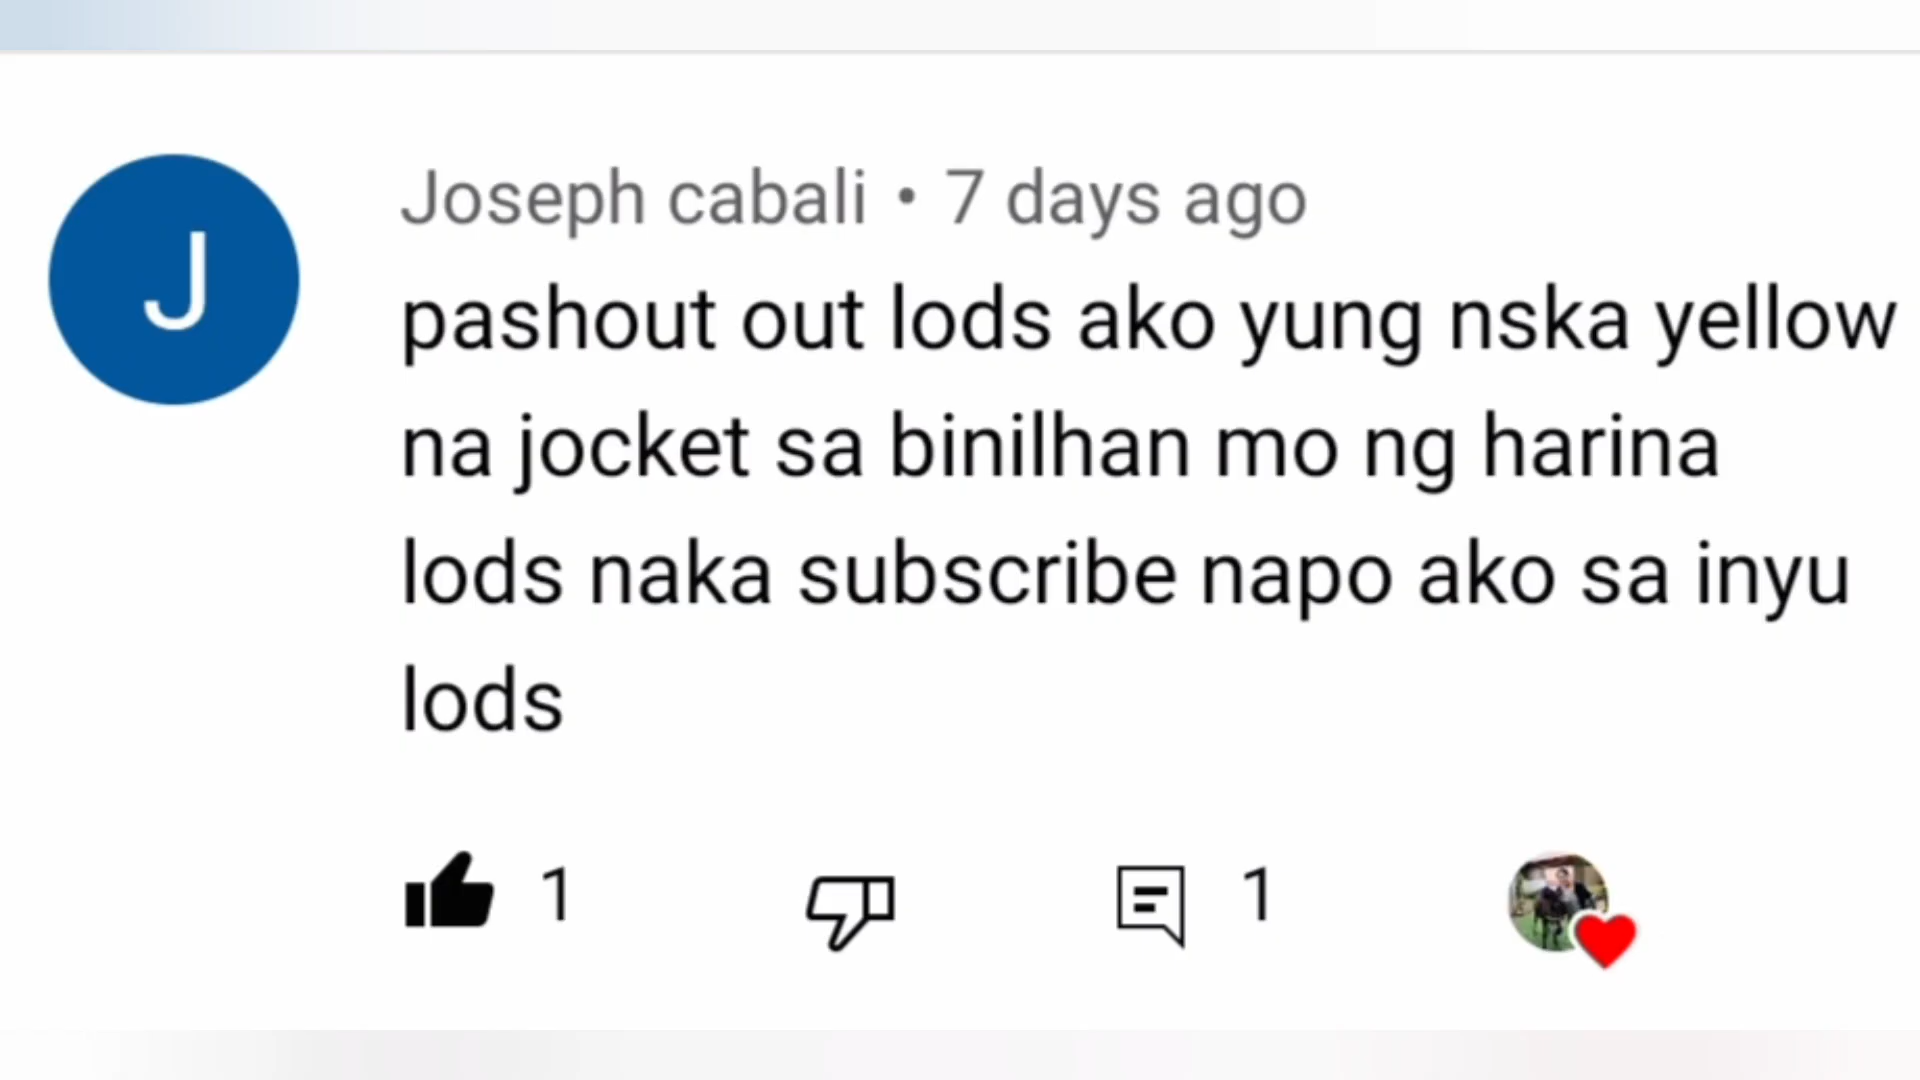 J
Joseph cabali • 7 days ago
pashout out lods ako yung nska yellow
na jocket sa binilhan mo ng harina
lods naka subscribe napo ako sa inyu
lods
1 1